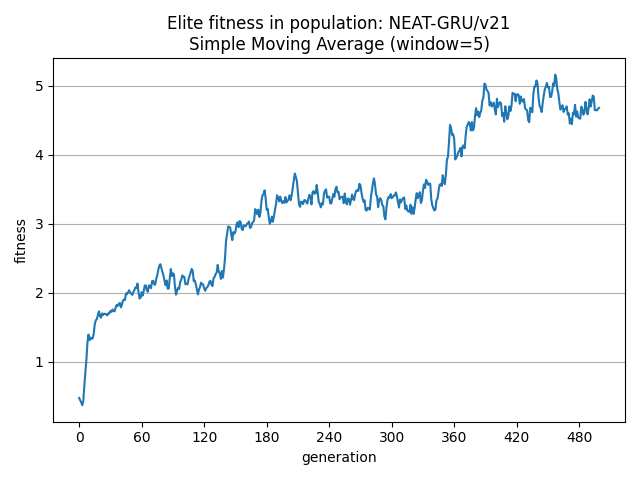 Elite fitness in population: NEAT-GRU/v21
Simple Moving Average (window=5)
fitness
5
4
3
2
1
0 60 120 180 240 300 360 420 480
generation